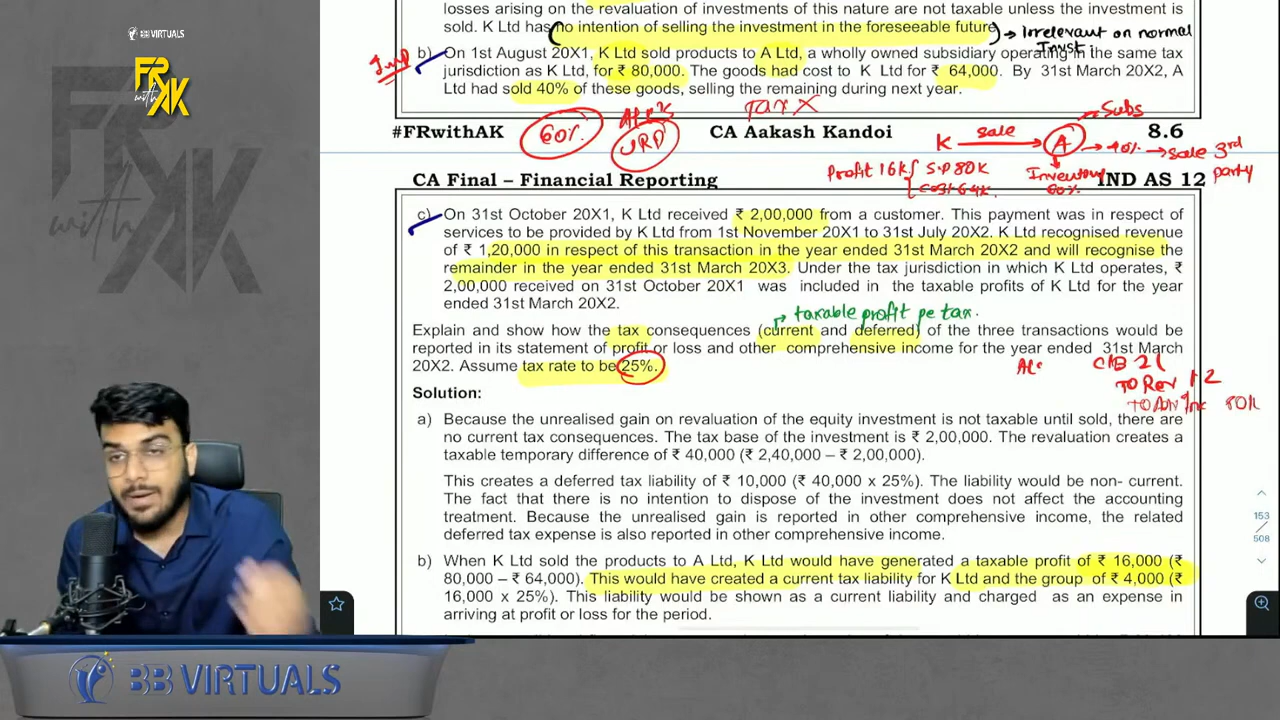 BB VIRTUALS
FR
with
AK
losses arising on the revaluation of investments of this nature are not taxable unless the investment is
sold. K Ltd has no intention of selling the investment in the foreseeable future) → Irrelevant on normal
Invst.
b) On 1st August 20X1, K Ltd sold products to A Ltd, a wholly owned subsidiary operating in the same tax
jurisdiction as K Ltd, for ₹ 80,000. The goods had cost to K Ltd for ₹ 64,000. By 31st March 20X2, A
Ltd had sold 40% of these goods, selling the remaining during next year.
Tax X
#FRwithAK 60% URP CA Aakash Kandoi 8.6
K sale A → 40% → sale 3rd party
Subs
Profit 16K { S.P 80K
Cost 64K
Inventory 60%
CA Final – Financial Reporting IND AS 12
c) On 31st October 20X1, K Ltd received ₹ 2,00,000 from a customer. This payment was in respect of
services to be provided by K Ltd from 1st November 20X1 to 31st July 20X2. K Ltd recognised revenue
of ₹ 1,20,000 in respect of this transaction in the year ended 31st March 20X2 and will recognise the
remainder in the year ended 31st March 20X3. Under the tax jurisdiction in which K Ltd operates, ₹
2,00,000 received on 31st October 20X1 was included in the taxable profits of K Ltd for the year
ended 31st March 20X2.
→ taxable profit pe tax.
Explain and show how the tax consequences (current and deferred) of the three transactions would be
reported in its statement of profit or loss and other comprehensive income for the year ended 31st March
20X2. Assume tax rate to be 25%.
C/B 2L
To Rev 1.2
80K
Solution:
a) Because the unrealised gain on revaluation of the equity investment is not taxable until sold, there are
no current tax consequences. The tax base of the investment is ₹ 2,00,000. The revaluation creates a
taxable temporary difference of ₹ 40,000 (₹ 2,40,000 – ₹ 2,00,000).
This creates a deferred tax liability of ₹ 10,000 (₹ 40,000 x 25%). The liability would be non- current.
The fact that there is no intention to dispose of the investment does not affect the accounting
treatment. Because the unrealised gain is reported in other comprehensive income, the related
deferred tax expense is also reported in other comprehensive income.
b) When K Ltd sold the products to A Ltd, K Ltd would have generated a taxable profit of ₹ 16,000 (₹
80,000 – ₹ 64,000). This would have created a current tax liability for K Ltd and the group of ₹ 4,000 (₹
16,000 x 25%). This liability would be shown as a current liability and charged as an expense in
arriving at profit or loss for the period.
153
508
BB VIRTUALS